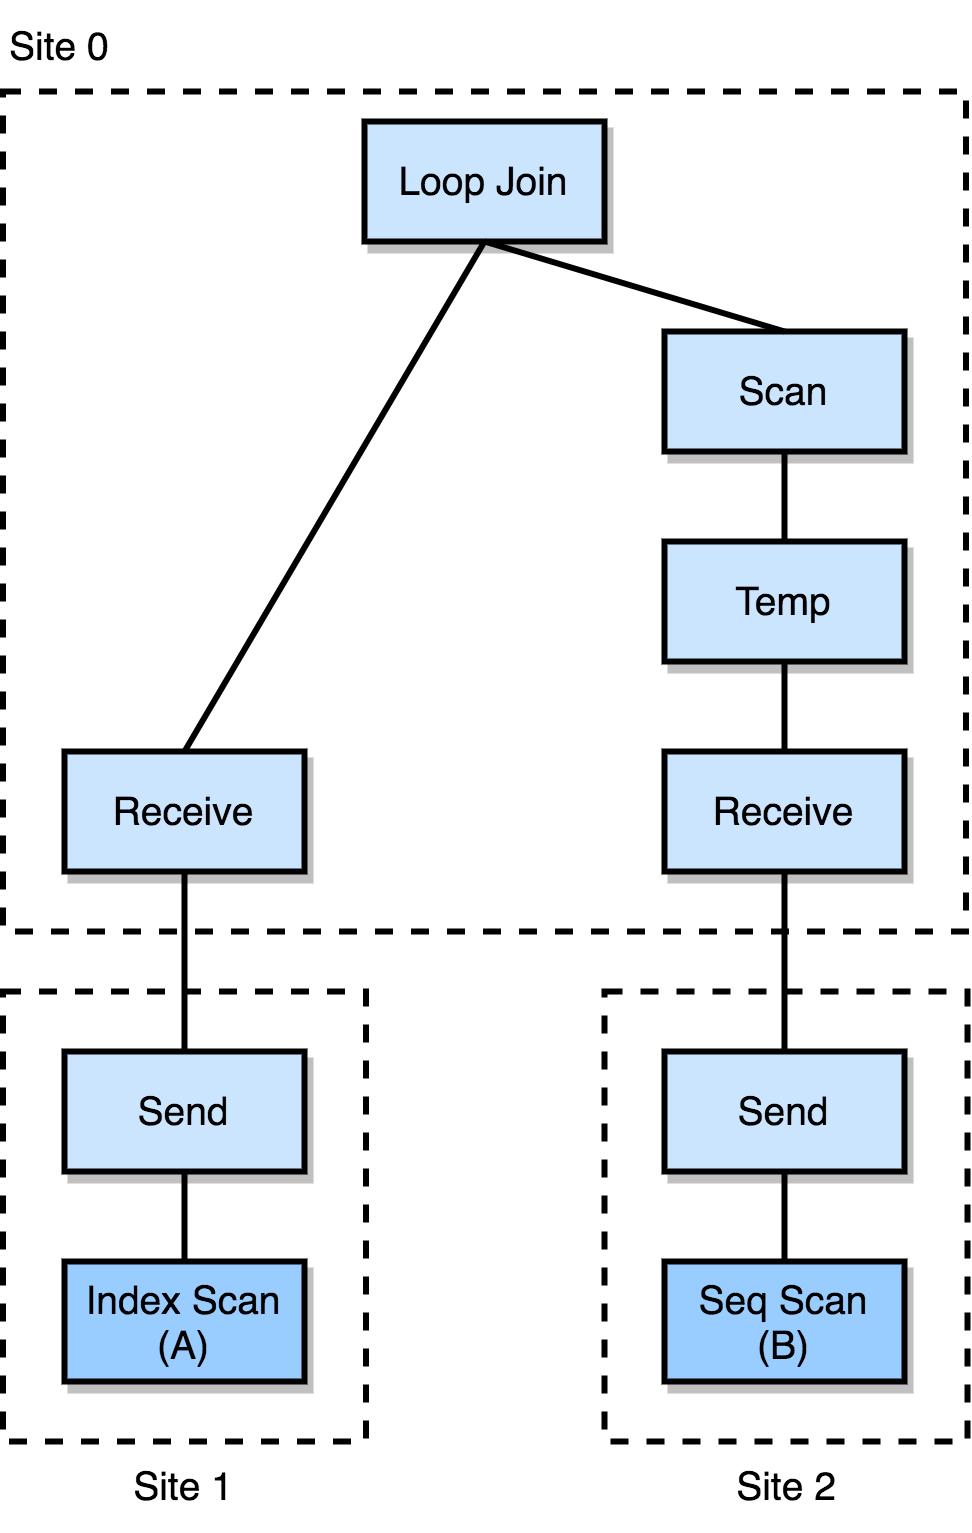 Site 0
Loop Join
Scan
Temp
Receive
Receive
Send
Send
Index Scan
(A)
Seq Scan
(B)
Site 1
Site 2